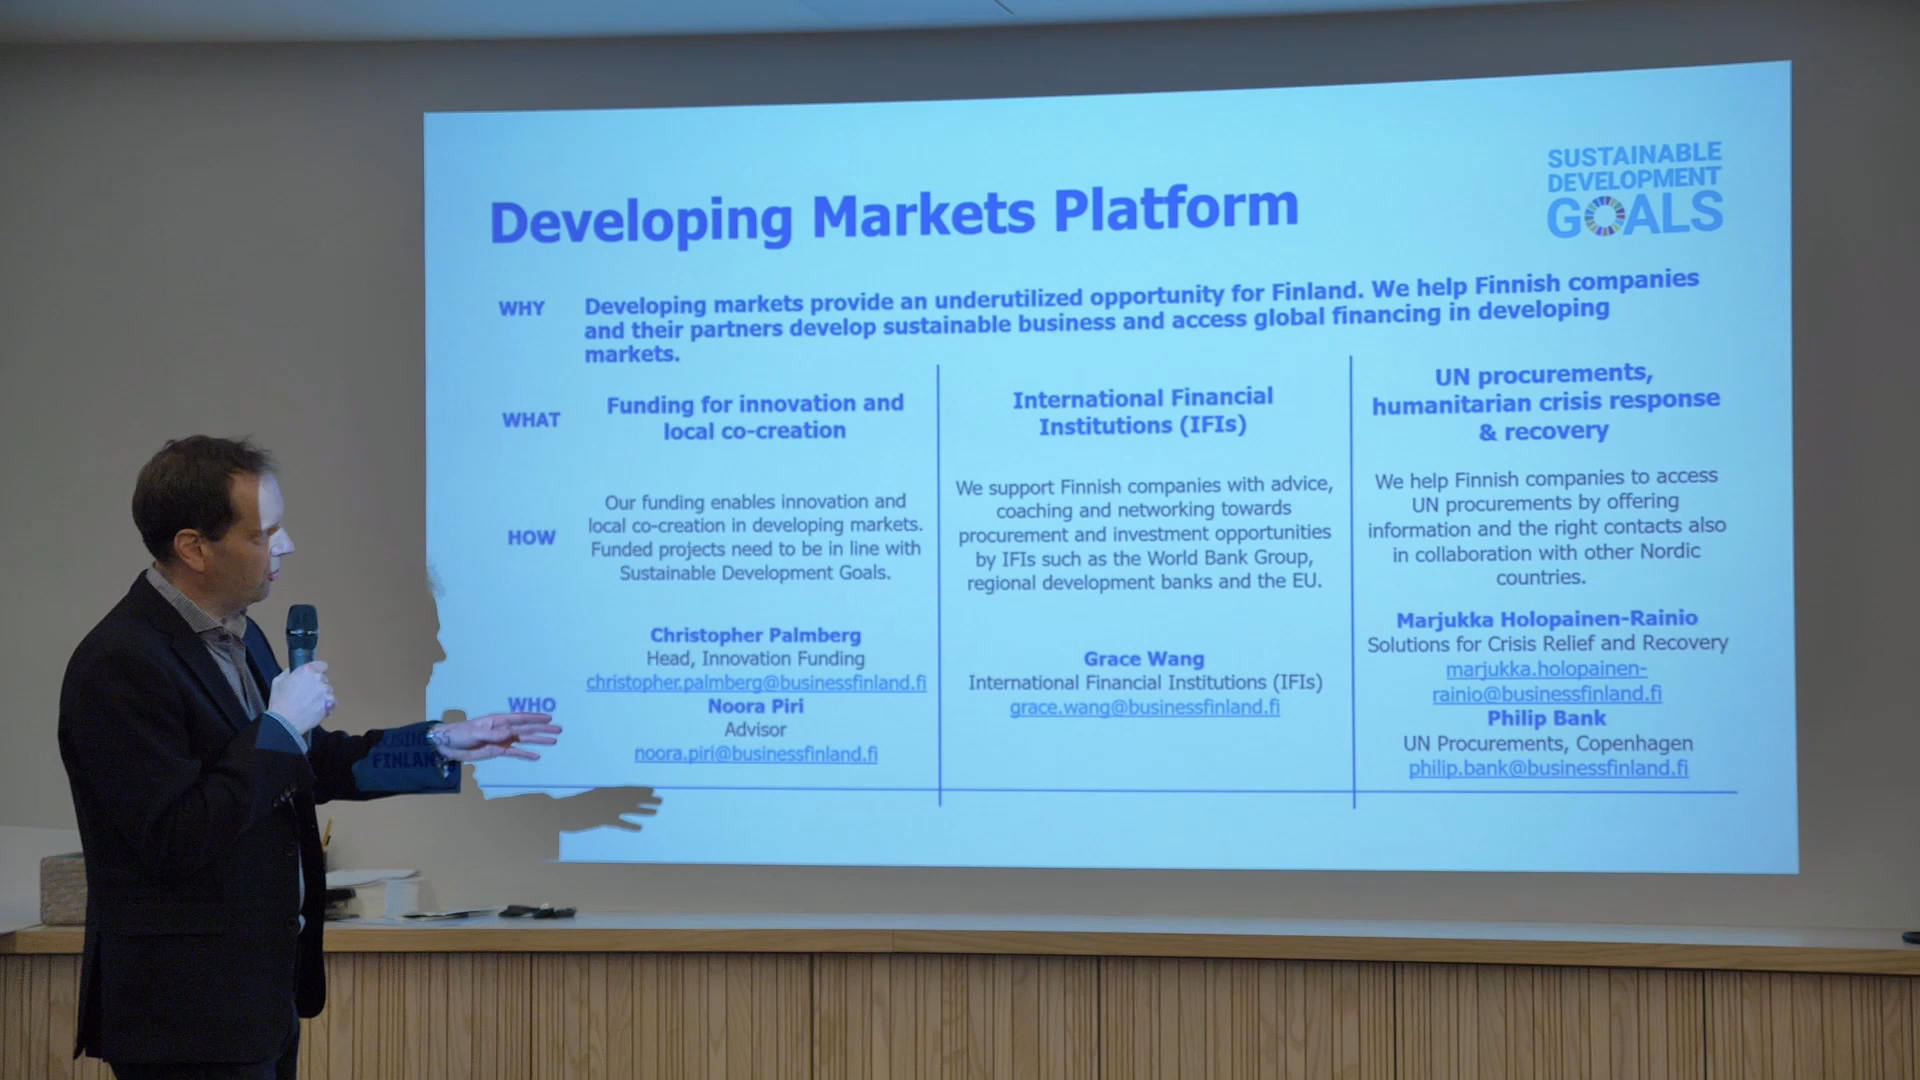 SUSTAINABLE
DEVELOPMENT
GOALS
Developing Markets Platform
WHY
Developing markets provide an underutilized opportunity for Finland. We help Finnish companies
and their partners develop sustainable business and access global financing in developing
markets.
WHAT
Funding for innovation and
local co-creation
International Financial
Institutions (IFIs)
UN procurements,
humanitarian crisis response
& recovery
HOW
Our funding enables innovation and
local co-creation in developing markets.
Funded projects need to be in line with
Sustainable Development Goals.
We support Finnish companies with advice,
coaching and networking towards
procurement and investment opportunities
by IFIs such as the World Bank Group,
regional development banks and the EU.
We help Finnish companies to access
UN procurements by offering
information and the right contacts also
in collaboration with other Nordic
countries.
WHO
Christopher Palmberg
Head, Innovation Funding
christopher.palmberg@businessfinland.fi
Noora Piri
Advisor
noora.piri@businessfinland.fi
Grace Wang
International Financial Institutions (IFIs)
grace.wang@businessfinland.fi
Marjukka Holopainen-Rainio
Solutions for Crisis Relief and Recovery
marjukka.holopainen-
rainio@businessfinland.fi
Philip Bank
UN Procurements, Copenhagen
philip.bank@businessfinland.fi
BUSINESS
FINLAND